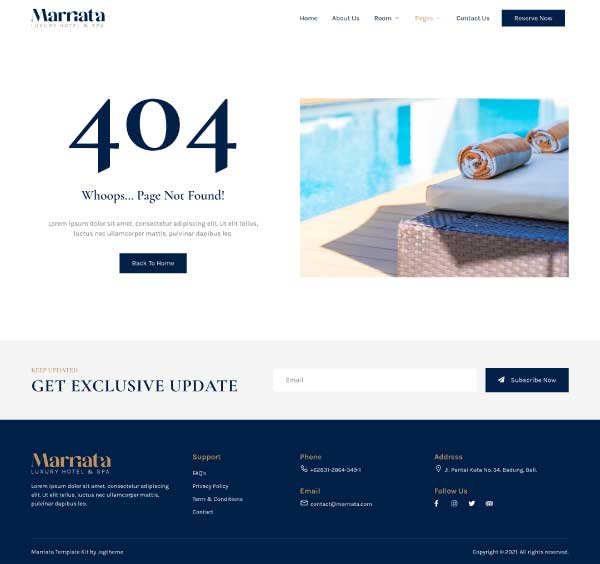 Marriata
LUXURY HOTEL & SPA
Home About Us Room Pages Contact Us Reserve Now
404
Whoops... Page Not Found!
Lorem ipsum dolor sit amet, consectetur adipiscing elit. Ut elit tellus,
luctus nec ullamcorper mattis, pulvinar dapibus leo.
Back To Home
KEEP UPDATED
GET EXCLUSIVE UPDATE
Email
Subscribe Now
Marriata
LUXURY HOTEL & SPA
Lorem ipsum dolor sit amet, consectetur adipiscing
elit. Ut elit tellus, luctus nec ullamcorper mattis,
pulvinar dapibus leo.
Support
FAQ's
Privacy Policy
Term & Conditions
Contact
Phone
+62831-2864-349-1
Email
contact@marriata.com
Address
Jl. Pantai Kuta No. 34. Badung, Bali.
Follow Us
Marriata Template Kit by Jegtheme
Copyright © 2021. All rights reserved.